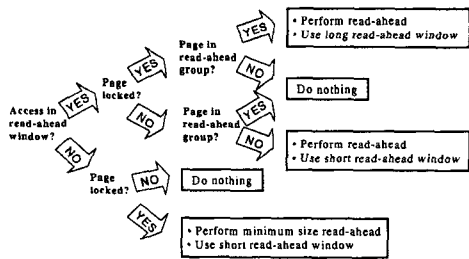 YES
• Perform read-ahead
• Use long read-ahead window
Page in
read-ahead
group?
YES
NO
Page
locked?
Do nothing
YES
YES
Access in
read-ahead
window?
NO
Page in
read-ahead
group?
NO
• Perform read-ahead
• Use short read-ahead window
NO
Page
locked?
NO
Do nothing
YES
• Perform minimum size read-ahead
• Use short read-ahead window